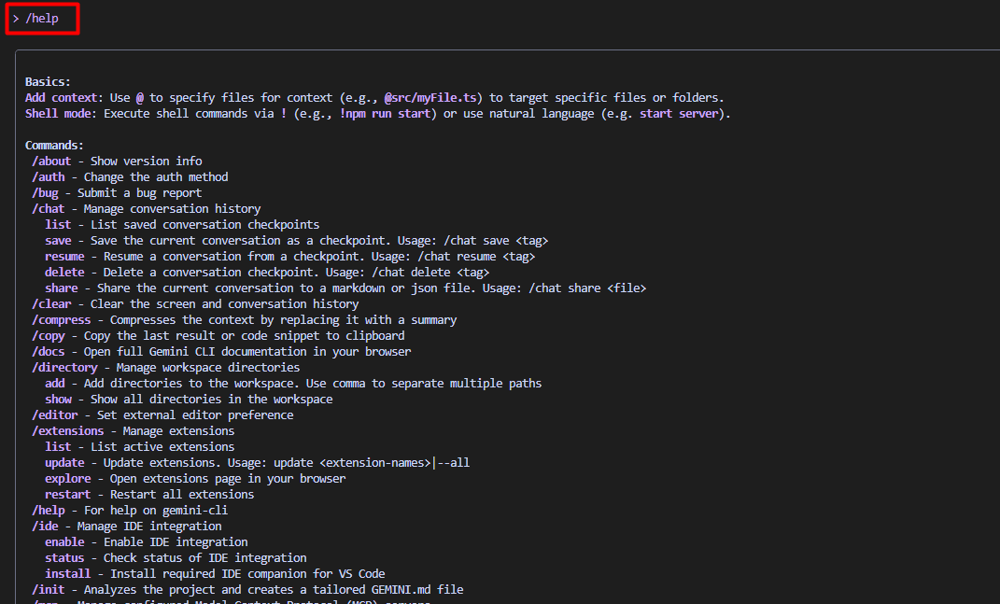 > /help
Basics:
Add context: Use @ to specify files for context (e.g., @src/myFile.ts) to target specific files or folders.
Shell mode: Execute shell commands via ! (e.g., !npm run start) or use natural language (e.g. start server).
Commands:
/about - Show version info
/auth - Change the auth method
/bug - Submit a bug report
/chat - Manage conversation history
list - List saved conversation checkpoints
save - Save the current conversation as a checkpoint. Usage: /chat save <tag>
resume - Resume a conversation from a checkpoint. Usage: /chat resume <tag>
delete - Delete a conversation checkpoint. Usage: /chat delete <tag>
share - Share the current conversation to a markdown or json file. Usage: /chat share <file>
/clear - Clear the screen and conversation history
/compress - Compresses the context by replacing it with a summary
/copy - Copy the last result or code snippet to clipboard
/docs - Open full Gemini CLI documentation in your browser
/directory - Manage workspace directories
add - Add directories to the workspace. Use comma to separate multiple paths
show - Show all directories in the workspace
/editor - Set external editor preference
/extensions - Manage extensions
list - List active extensions
update - Update extensions. Usage: update <extension-names>|--all
explore - Open extensions page in your browser
restart - Restart all extensions
/help - For help on gemini-cli
/ide - Manage IDE integration
enable - Enable IDE integration
status - Check status of IDE integration
install - Install required IDE companion for VS Code
/init - Analyzes the project and creates a tailored GEMINI.md file